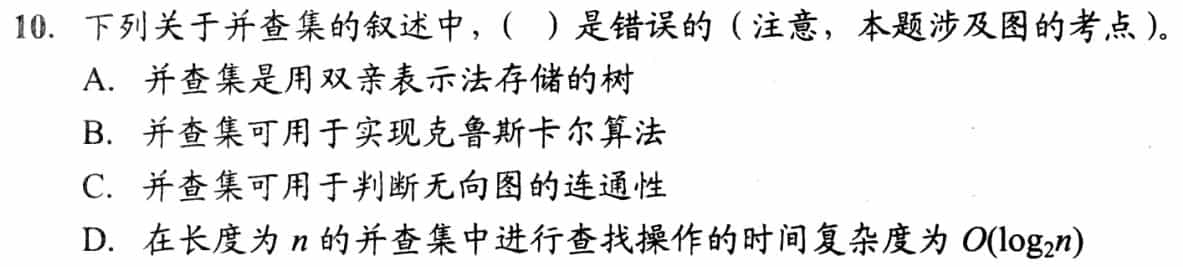 10. 下列关于并查集的叙述中，（ ）是错误的（注意，本题涉及图的考点）。
A. 并查集是用双亲表示法存储的树
B. 并查集可用于实现克鲁斯卡尔算法
C. 并查集可用于判断无向图的连通性
D. 在长度为 n 的并查集中进行查找操作的时间复杂度为 O(log₂n)